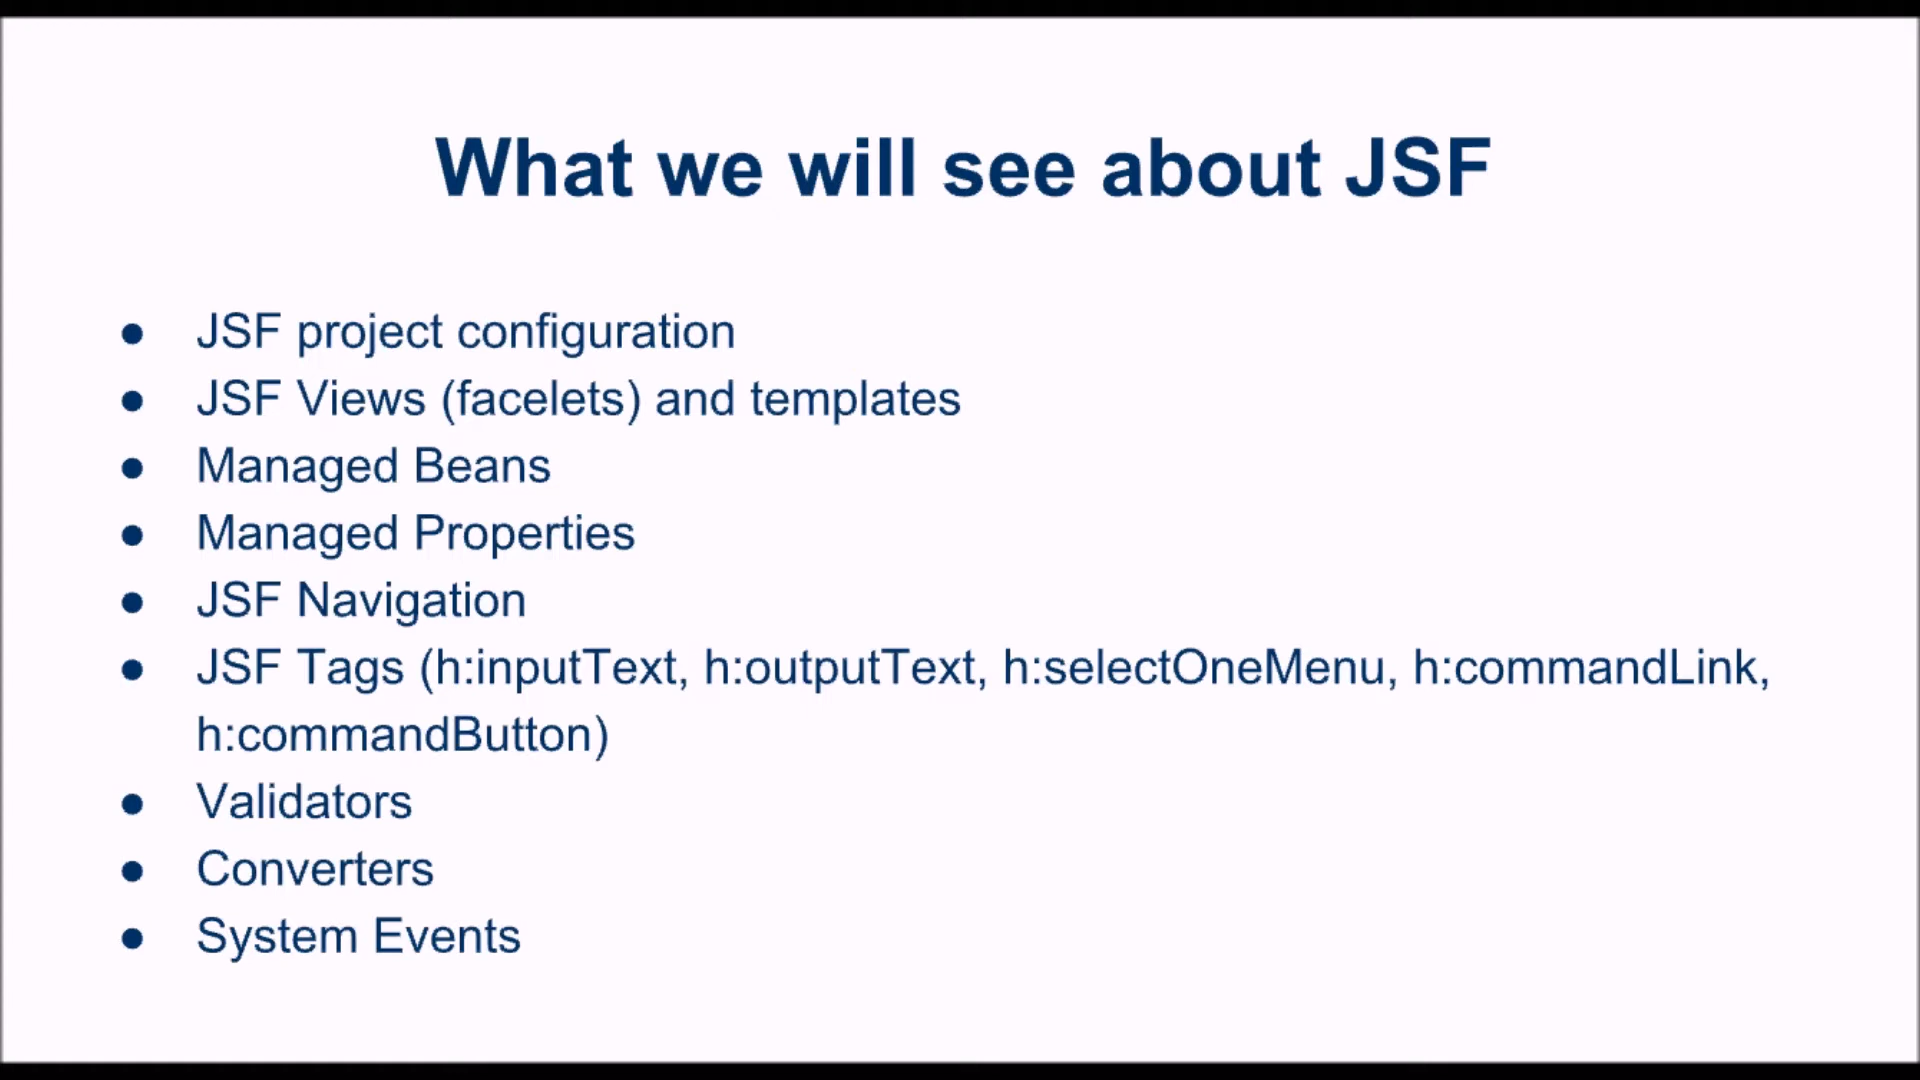 What we will see about JSF
● JSF project configuration
● JSF Views (facelets) and templates
● Managed Beans
● Managed Properties
● JSF Navigation
● JSF Tags (h:inputText, h:outputText, h:selectOneMenu, h:commandLink,
h:commandButton)
● Validators
● Converters
● System Events